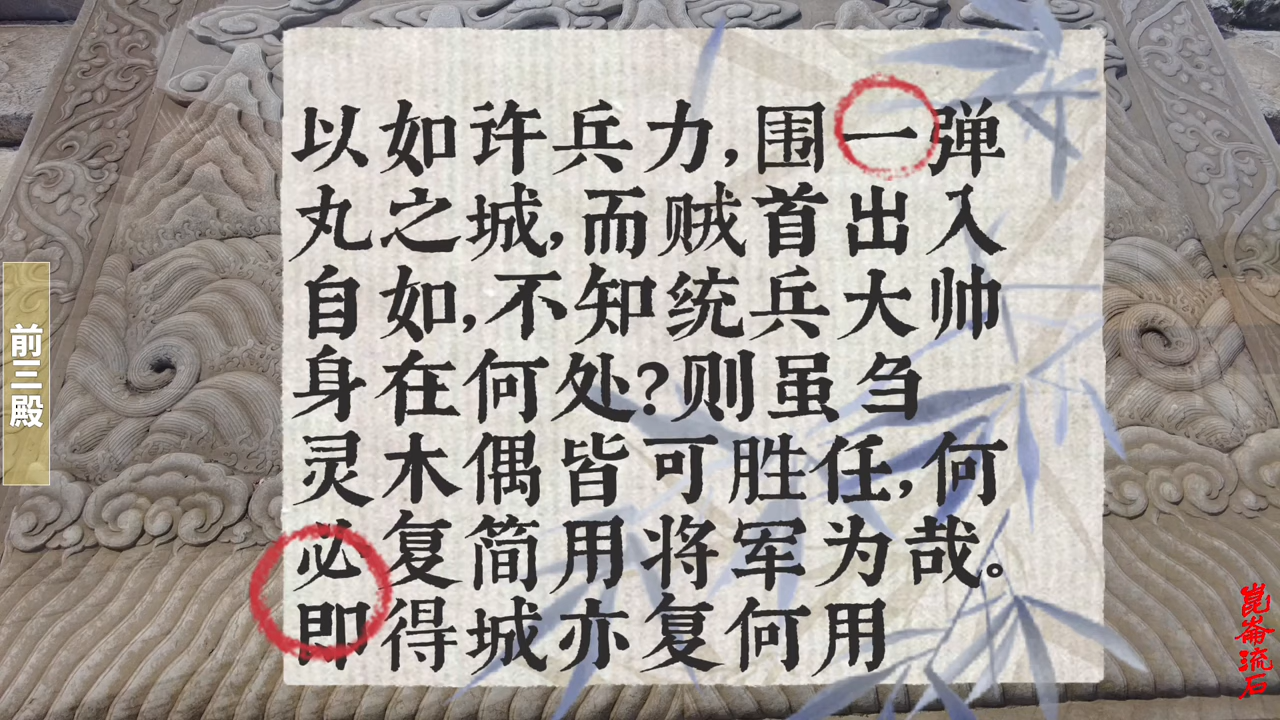 以如许兵力,围一弹
丸之城,而贼首出入
自如,不知统兵大帅
身在何处?则虽刍
灵木偶皆可胜任,何
必复简用将军为哉。
即得城亦复何用
前三殿
崑崙流石